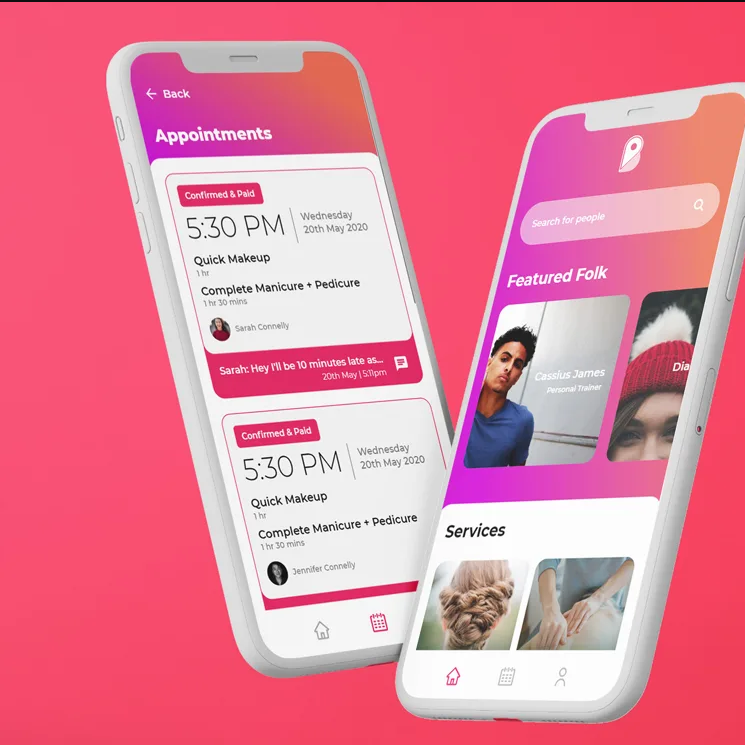 Back
Appointments
Confirmed & Paid
5:30 PM
Wednesday
20th May 2020
Quick Makeup
1 hr
Complete Manicure + Pedicure
1 hr 30 mins
Sarah Connelly
Sarah: Hey I'll be 10 minutes late as...
20th May | 5:11pm
Confirmed & Paid
5:30 PM
Wednesday
20th May 2020
Quick Makeup
1 hr
Complete Manicure + Pedicure
1 hr 30 mins
Jennifer Connelly
Search for people
Featured Folk
Cassius James
Personal Trainer
Dia
Services